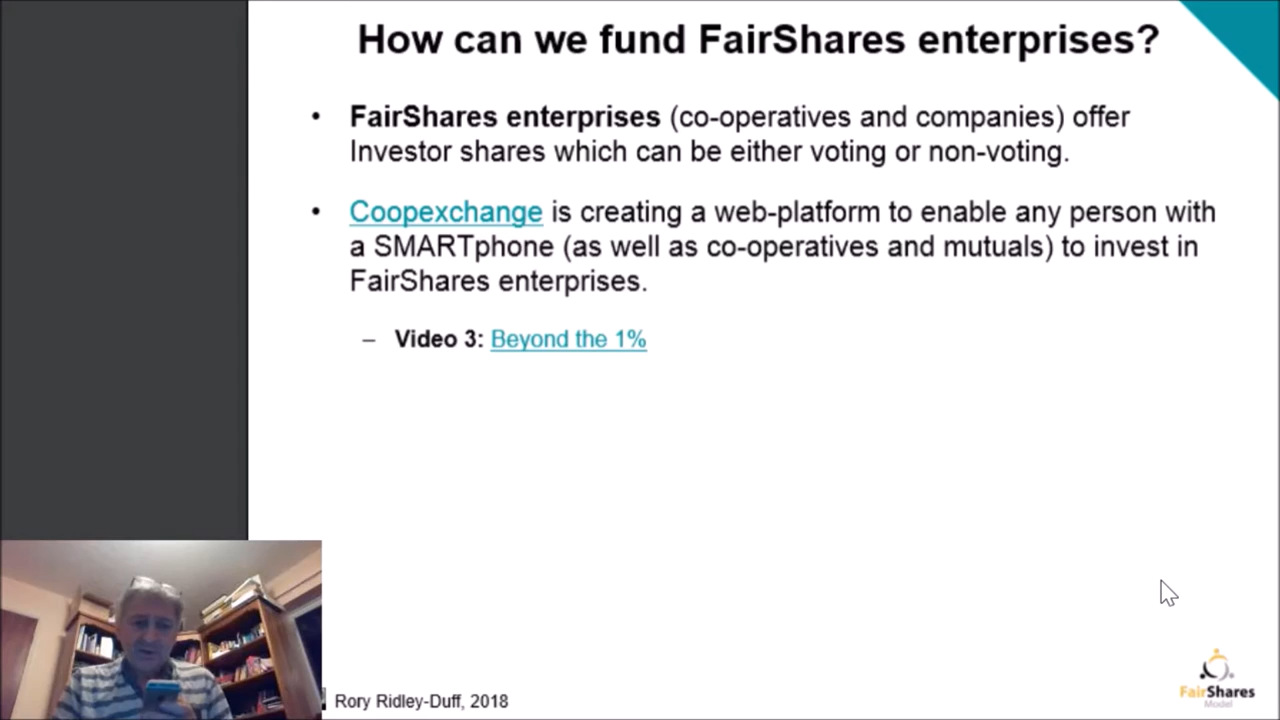 How can we fund FairShares enterprises?
• FairShares enterprises (co-operatives and companies) offer
Investor shares which can be either voting or non-voting.
• Coopexchange is creating a web-platform to enable any person with
a SMARTphone (as well as co-operatives and mutuals) to invest in
FairShares enterprises.
– Video 3: Beyond the 1%
Rory Ridley-Duff, 2018
FairShares
Model